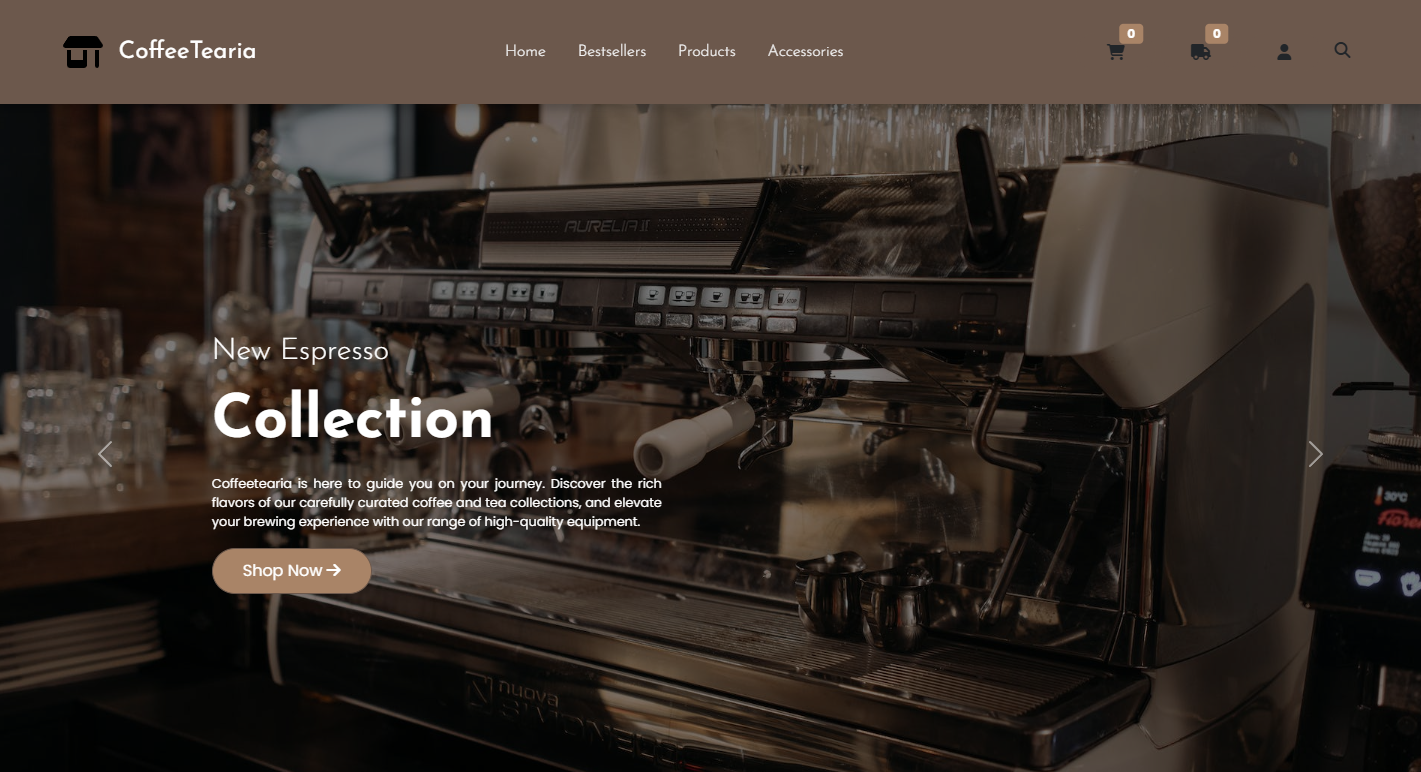 CoffeeTearia
Home Bestsellers Products Accessories
0
0
AURELIA II
New Espresso
Collection
Coffeetearia is here to guide you on your journey. Discover the rich
flavors of our carefully curated coffee and tea collections, and elevate
your brewing experience with our range of high-quality equipment.
Shop Now
30°C
nuova
SIMONELLI